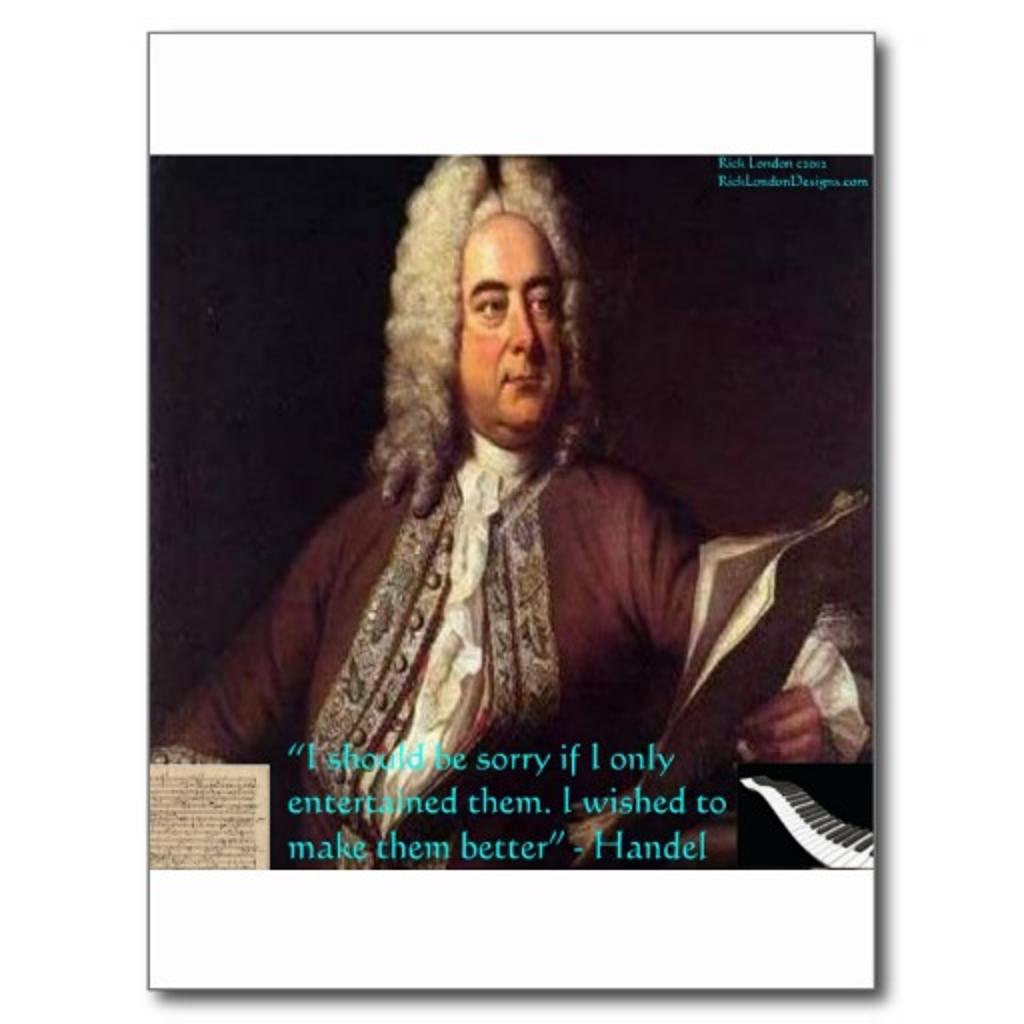 Rick London c2012
RickLondonDesigns.com
“I should be sorry if I only
entertained them. I wished to
make them better” - Handel